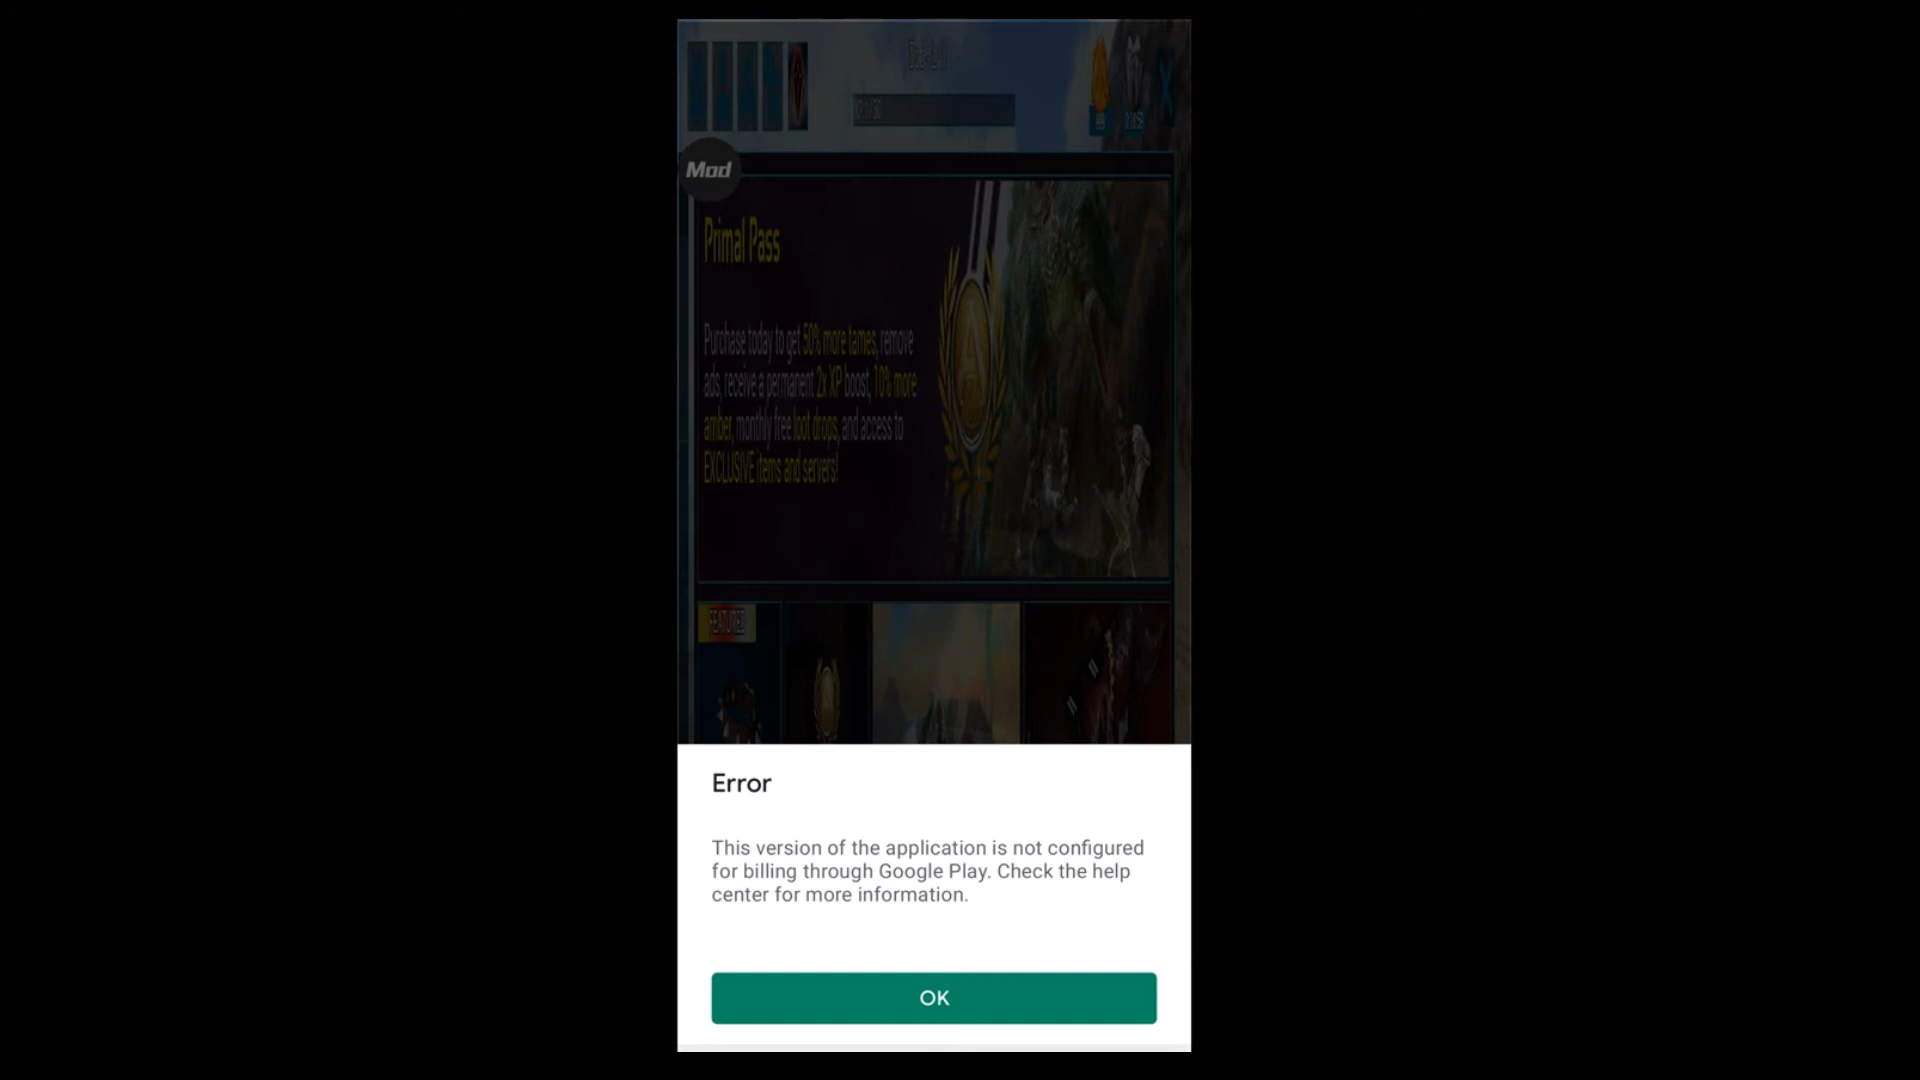 Mod
Primal Pass
Purchase today to get 50% more tames, remove
ads, receive a permanent 2x XP boost, 10% more
amber, monthly free loot drops, and access to
EXCLUSIVE items and servers!
FEATURED
Error
This version of the application is not configured
for billing through Google Play. Check the help
center for more information.
OK